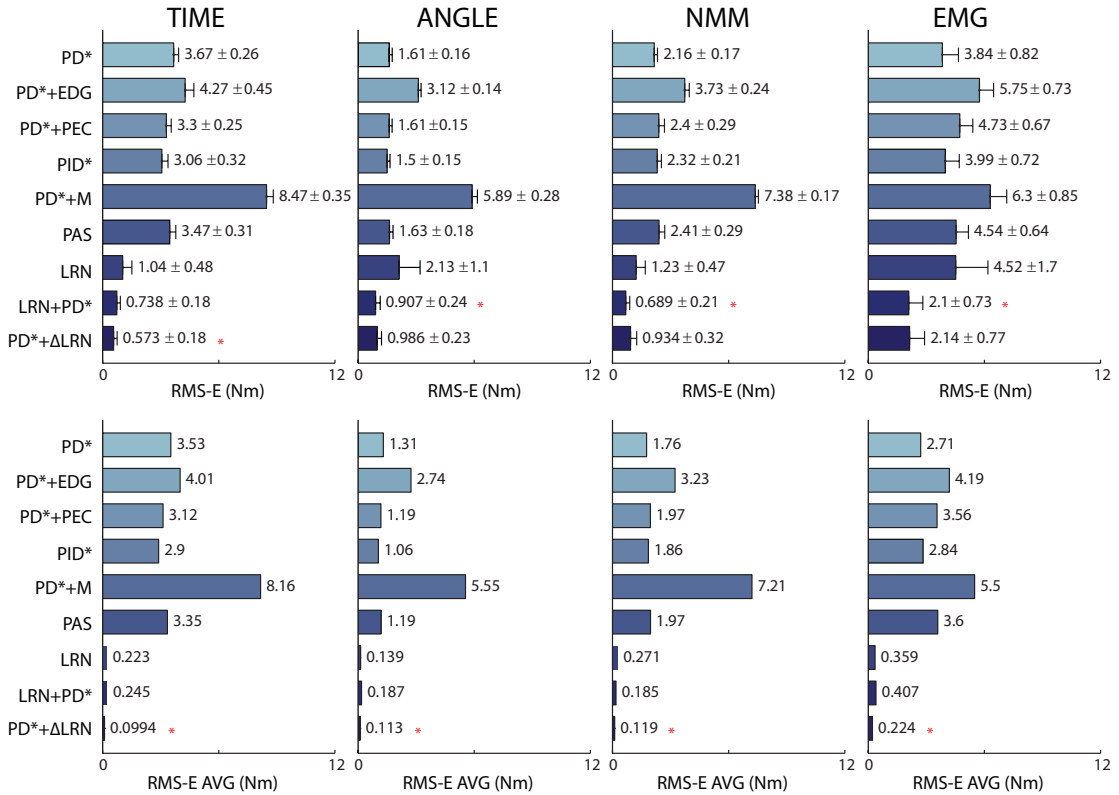 TIME ANGLE NMM EMG
PD* 3.67 ± 0.26 1.61 ± 0.16 2.16 ± 0.17 3.84 ± 0.82
PD*+EDG 4.27 ± 0.45 3.12 ± 0.14 3.73 ± 0.24 5.75 ± 0.73
PD*+PEC 3.3 ± 0.25 1.61 ± 0.15 2.4 ± 0.29 4.73 ± 0.67
PID* 3.06 ± 0.32 1.5 ± 0.15 2.32 ± 0.21 3.99 ± 0.72
PD*+M 8.47 ± 0.35 5.89 ± 0.28 7.38 ± 0.17 6.3 ± 0.85
PAS 3.47 ± 0.31 1.63 ± 0.18 2.41 ± 0.29 4.54 ± 0.64
LRN 1.04 ± 0.48 2.13 ± 1.1 1.23 ± 0.47 4.52 ± 1.7
LRN+PD* 0.738 ± 0.18 0.907 ± 0.24 * 0.689 ± 0.21 * 2.1 ± 0.73 *
PD*+ΔLRN 0.573 ± 0.18 * 0.986 ± 0.23 0.934 ± 0.32 2.14 ± 0.77
0 12 0 12 0 12 0 12
RMS-E (Nm) RMS-E (Nm) RMS-E (Nm) RMS-E (Nm)
PD* 3.53 1.31 1.76 2.71
PD*+EDG 4.01 2.74 3.23 4.19
PD*+PEC 3.12 1.19 1.97 3.56
PID* 2.9 1.06 1.86 2.84
PD*+M 8.16 5.55 7.21 5.5
PAS 3.35 1.19 1.97 3.6
LRN 0.223 0.139 0.271 0.359
LRN+PD* 0.245 0.187 0.185 0.407
PD*+ΔLRN 0.0994 * 0.113 * 0.119 * 0.224 *
0 12 0 12 0 12 0 12
RMS-E AVG (Nm) RMS-E AVG (Nm) RMS-E AVG (Nm) RMS-E AVG (Nm)